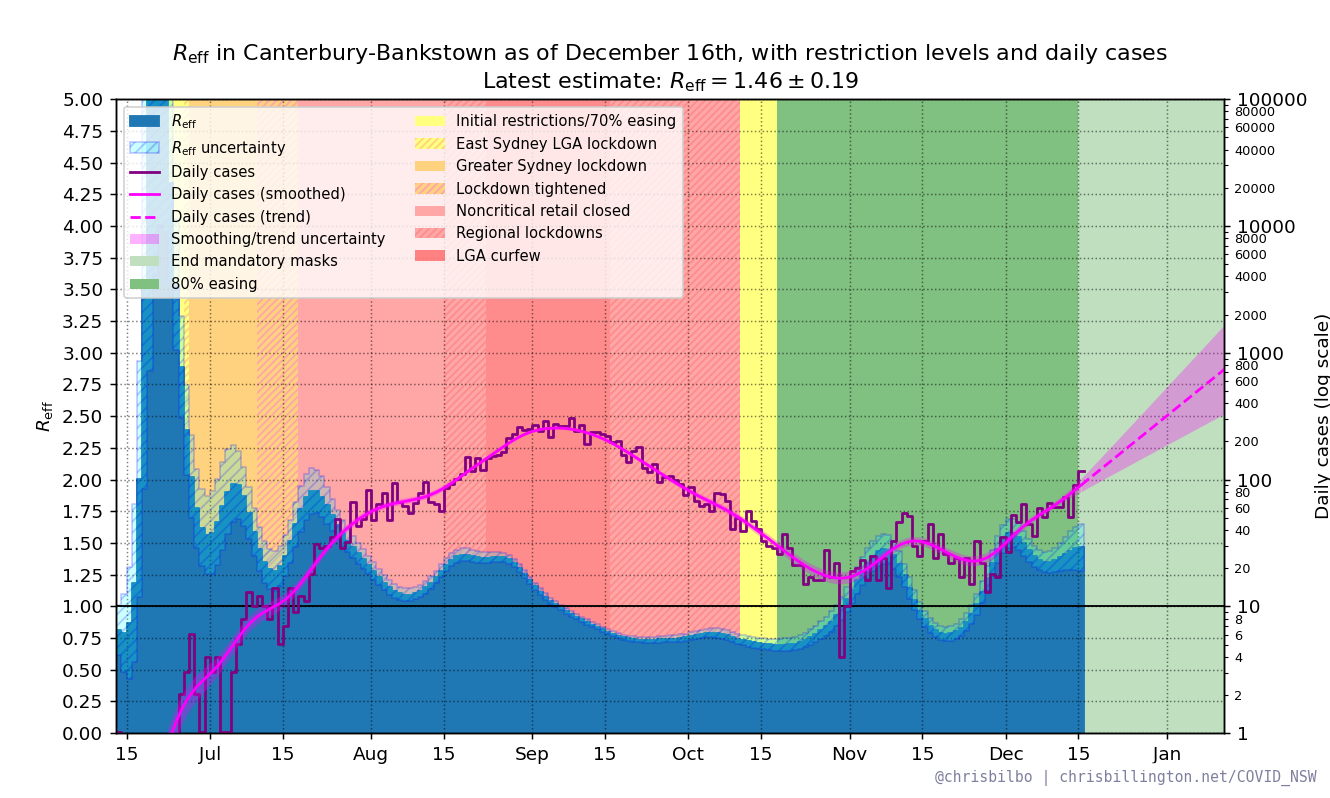 R_eff in Canterbury-Bankstown as of December 16th, with restriction levels and daily cases
Latest estimate: R_eff = 1.46 ± 0.19
5.00
4.75
4.50
4.25
4.00
3.75
3.50
3.25
3.00
2.75
2.50
2.25
2.00
1.75
1.50
1.25
1.00
0.75
0.50
0.25
0.00
R_eff
R_eff
R_eff uncertainty
Daily cases
Daily cases (smoothed)
Daily cases (trend)
Smoothing/trend uncertainty
End mandatory masks
80% easing
Initial restrictions/70% easing
East Sydney LGA lockdown
Greater Sydney lockdown
Lockdown tightened
Noncritical retail closed
Regional lockdowns
LGA curfew
100000
80000
60000
40000
20000
10000
8000
6000
4000
2000
1000
800
600
400
200
100
80
60
40
20
10
8
6
4
2
1
Daily cases (log scale)
15 Jul 15 Aug 15 Sep 15 Oct 15 Nov 15 Dec 15 Jan
@chrisbilbo | chrisbillington.net/COVID_NSW